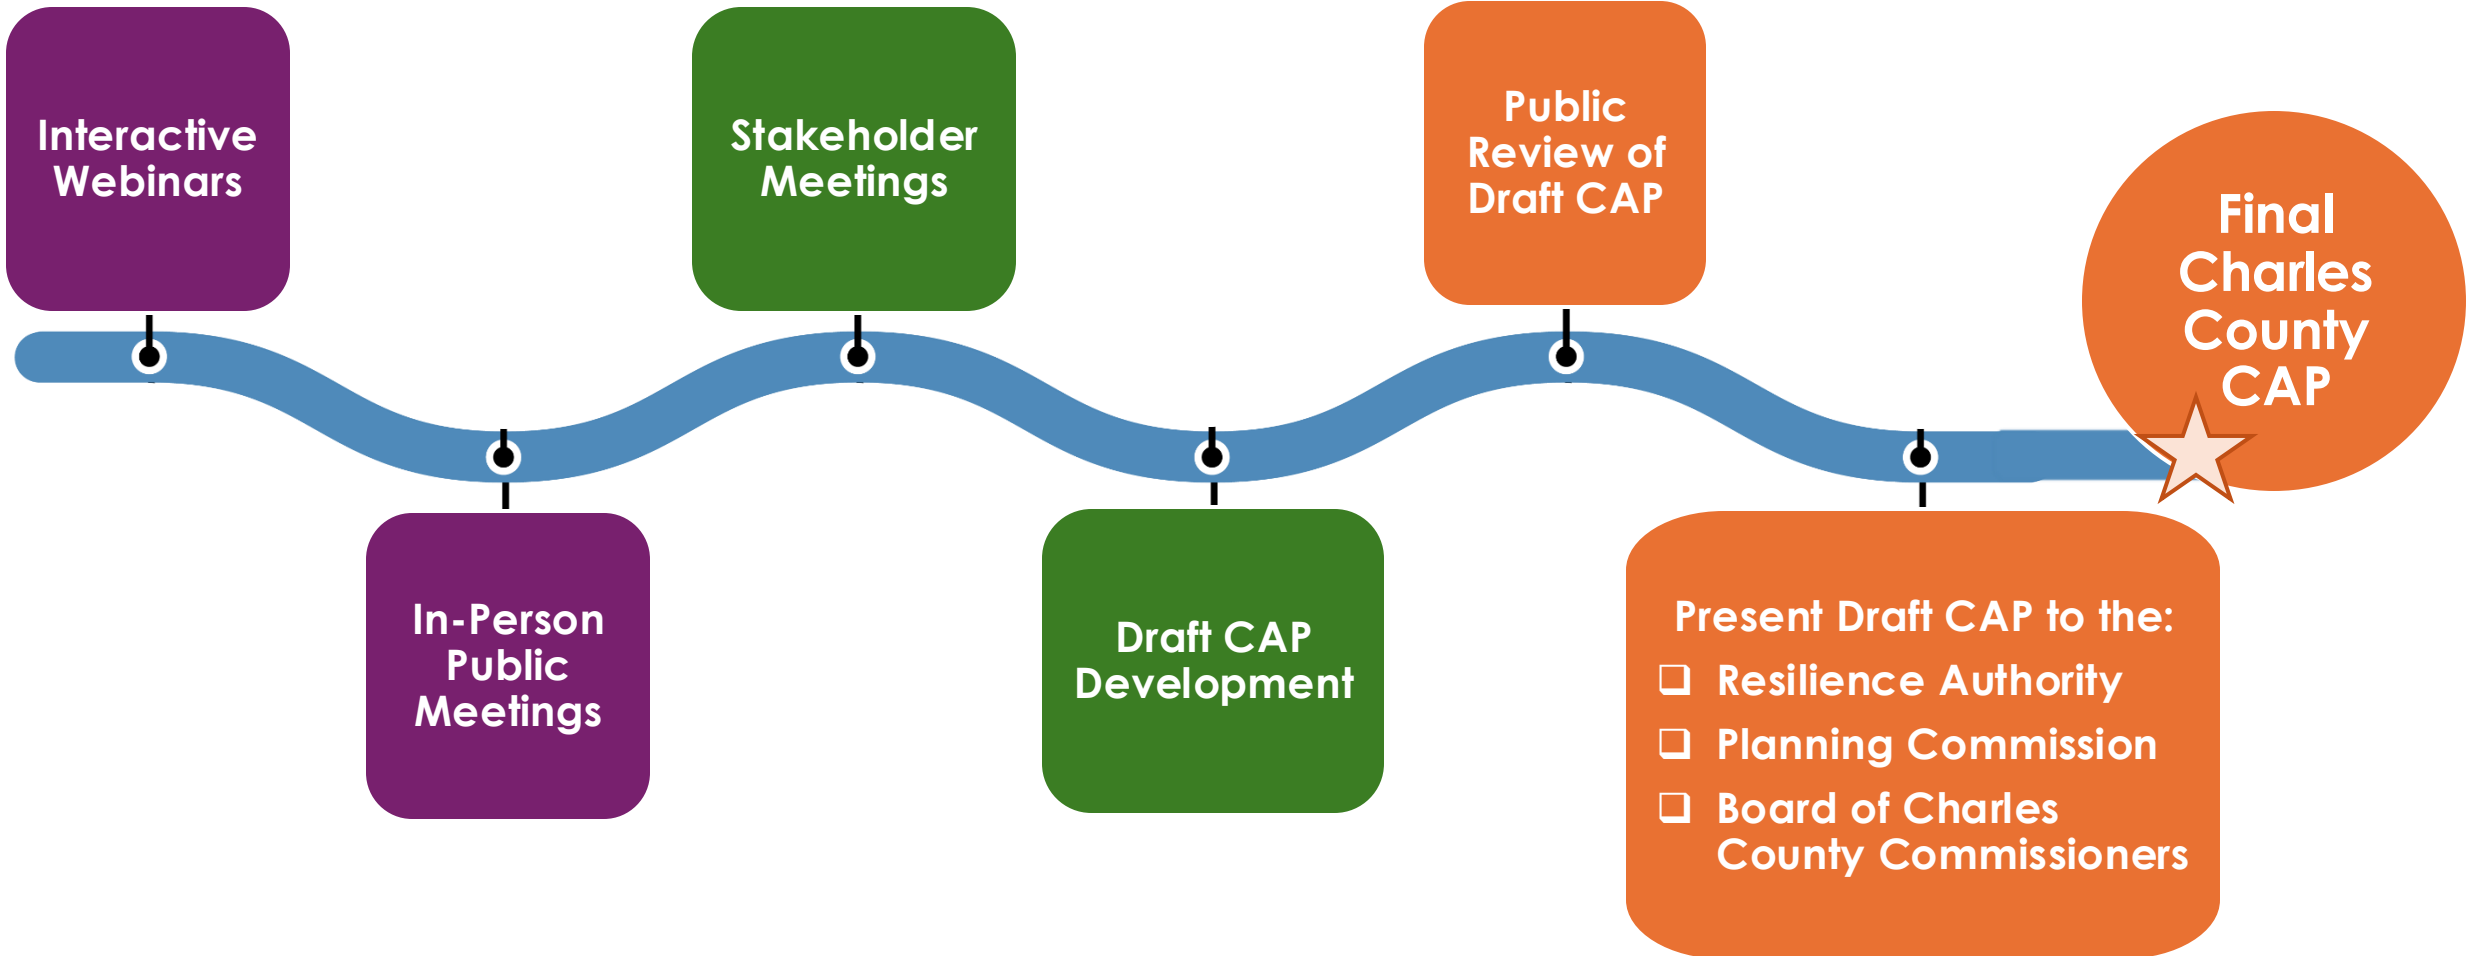 Interactive
Webinars
In-Person
Public
Meetings
Stakeholder
Meetings
Draft CAP
Development
Public
Review of
Draft CAP
Present Draft CAP to the:
❑ Resilience Authority
❑ Planning Commission
❑ Board of Charles
County Commissioners
Final
Charles
County
CAP